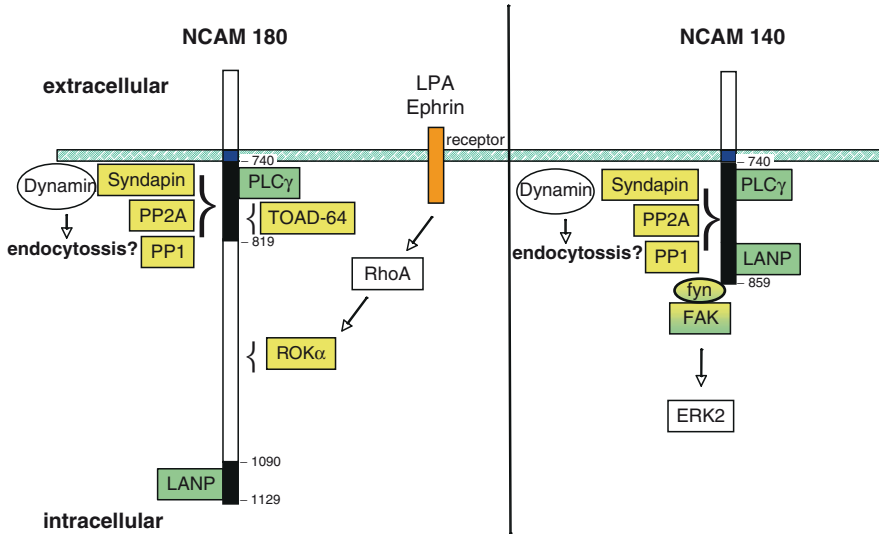 NCAM 180
extracellular
LPA
Ephrin
receptor
– 740
Dynamin
Syndapin
PLCγ
PP2A
TOAD-64
endocytossis?
PP1
– 819
RhoA
ROKα
– 1090
LANP
– 1129
intracellular
NCAM 140
– 740
Dynamin
Syndapin
PLCγ
PP2A
endocytossis?
PP1
LANP
– 859
fyn
FAK
ERK2